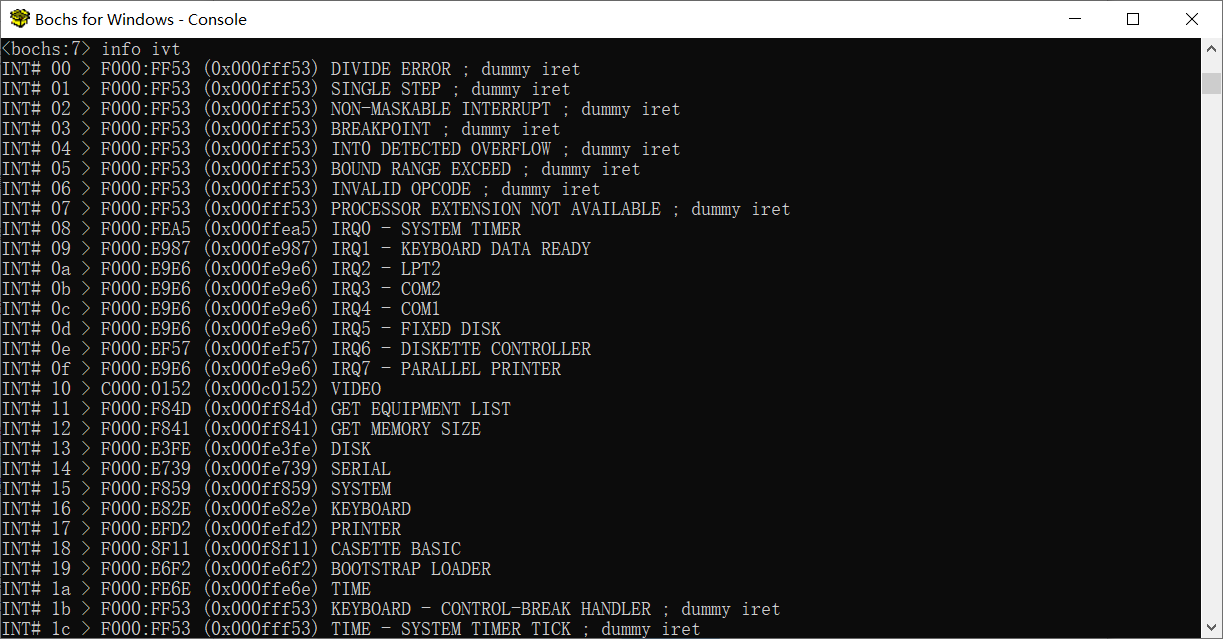 Bochs for Windows - Console
<bochs:7> info ivt
INT# 00 > F000:FF53 (0x000fff53) DIVIDE ERROR ; dummy iret
INT# 01 > F000:FF53 (0x000fff53) SINGLE STEP ; dummy iret
INT# 02 > F000:FF53 (0x000fff53) NON-MASKABLE INTERRUPT ; dummy iret
INT# 03 > F000:FF53 (0x000fff53) BREAKPOINT ; dummy iret
INT# 04 > F000:FF53 (0x000fff53) INT0 DETECTED OVERFLOW ; dummy iret
INT# 05 > F000:FF53 (0x000fff53) BOUND RANGE EXCEED ; dummy iret
INT# 06 > F000:FF53 (0x000fff53) INVALID OPCODE ; dummy iret
INT# 07 > F000:FF53 (0x000fff53) PROCESSOR EXTENSION NOT AVAILABLE ; dummy iret
INT# 08 > F000:FEA5 (0x000ffea5) IRQ0 - SYSTEM TIMER
INT# 09 > F000:E987 (0x000fe987) IRQ1 - KEYBOARD DATA READY
INT# 0a > F000:E9E6 (0x000fe9e6) IRQ2 - LPT2
INT# 0b > F000:E9E6 (0x000fe9e6) IRQ3 - COM2
INT# 0c > F000:E9E6 (0x000fe9e6) IRQ4 - COM1
INT# 0d > F000:E9E6 (0x000fe9e6) IRQ5 - FIXED DISK
INT# 0e > F000:EF57 (0x000fef57) IRQ6 - DISKETTE CONTROLLER
INT# 0f > F000:E9E6 (0x000fe9e6) IRQ7 - PARALLEL PRINTER
INT# 10 > C000:0152 (0x000c0152) VIDEO
INT# 11 > F000:F84D (0x000ff84d) GET EQUIPMENT LIST
INT# 12 > F000:F841 (0x000ff841) GET MEMORY SIZE
INT# 13 > F000:E3FE (0x000fe3fe) DISK
INT# 14 > F000:E739 (0x000fe739) SERIAL
INT# 15 > F000:F859 (0x000ff859) SYSTEM
INT# 16 > F000:E82E (0x000fe82e) KEYBOARD
INT# 17 > F000:EFD2 (0x000fefd2) PRINTER
INT# 18 > F000:8F11 (0x000f8f11) CASETTE BASIC
INT# 19 > F000:E6F2 (0x000fe6f2) BOOTSTRAP LOADER
INT# 1a > F000:FE6E (0x000ffe6e) TIME
INT# 1b > F000:FF53 (0x000fff53) KEYBOARD - CONTROL-BREAK HANDLER ; dummy iret
INT# 1c > F000:FF53 (0x000fff53) TIME - SYSTEM TIMER TICK ; dummy iret